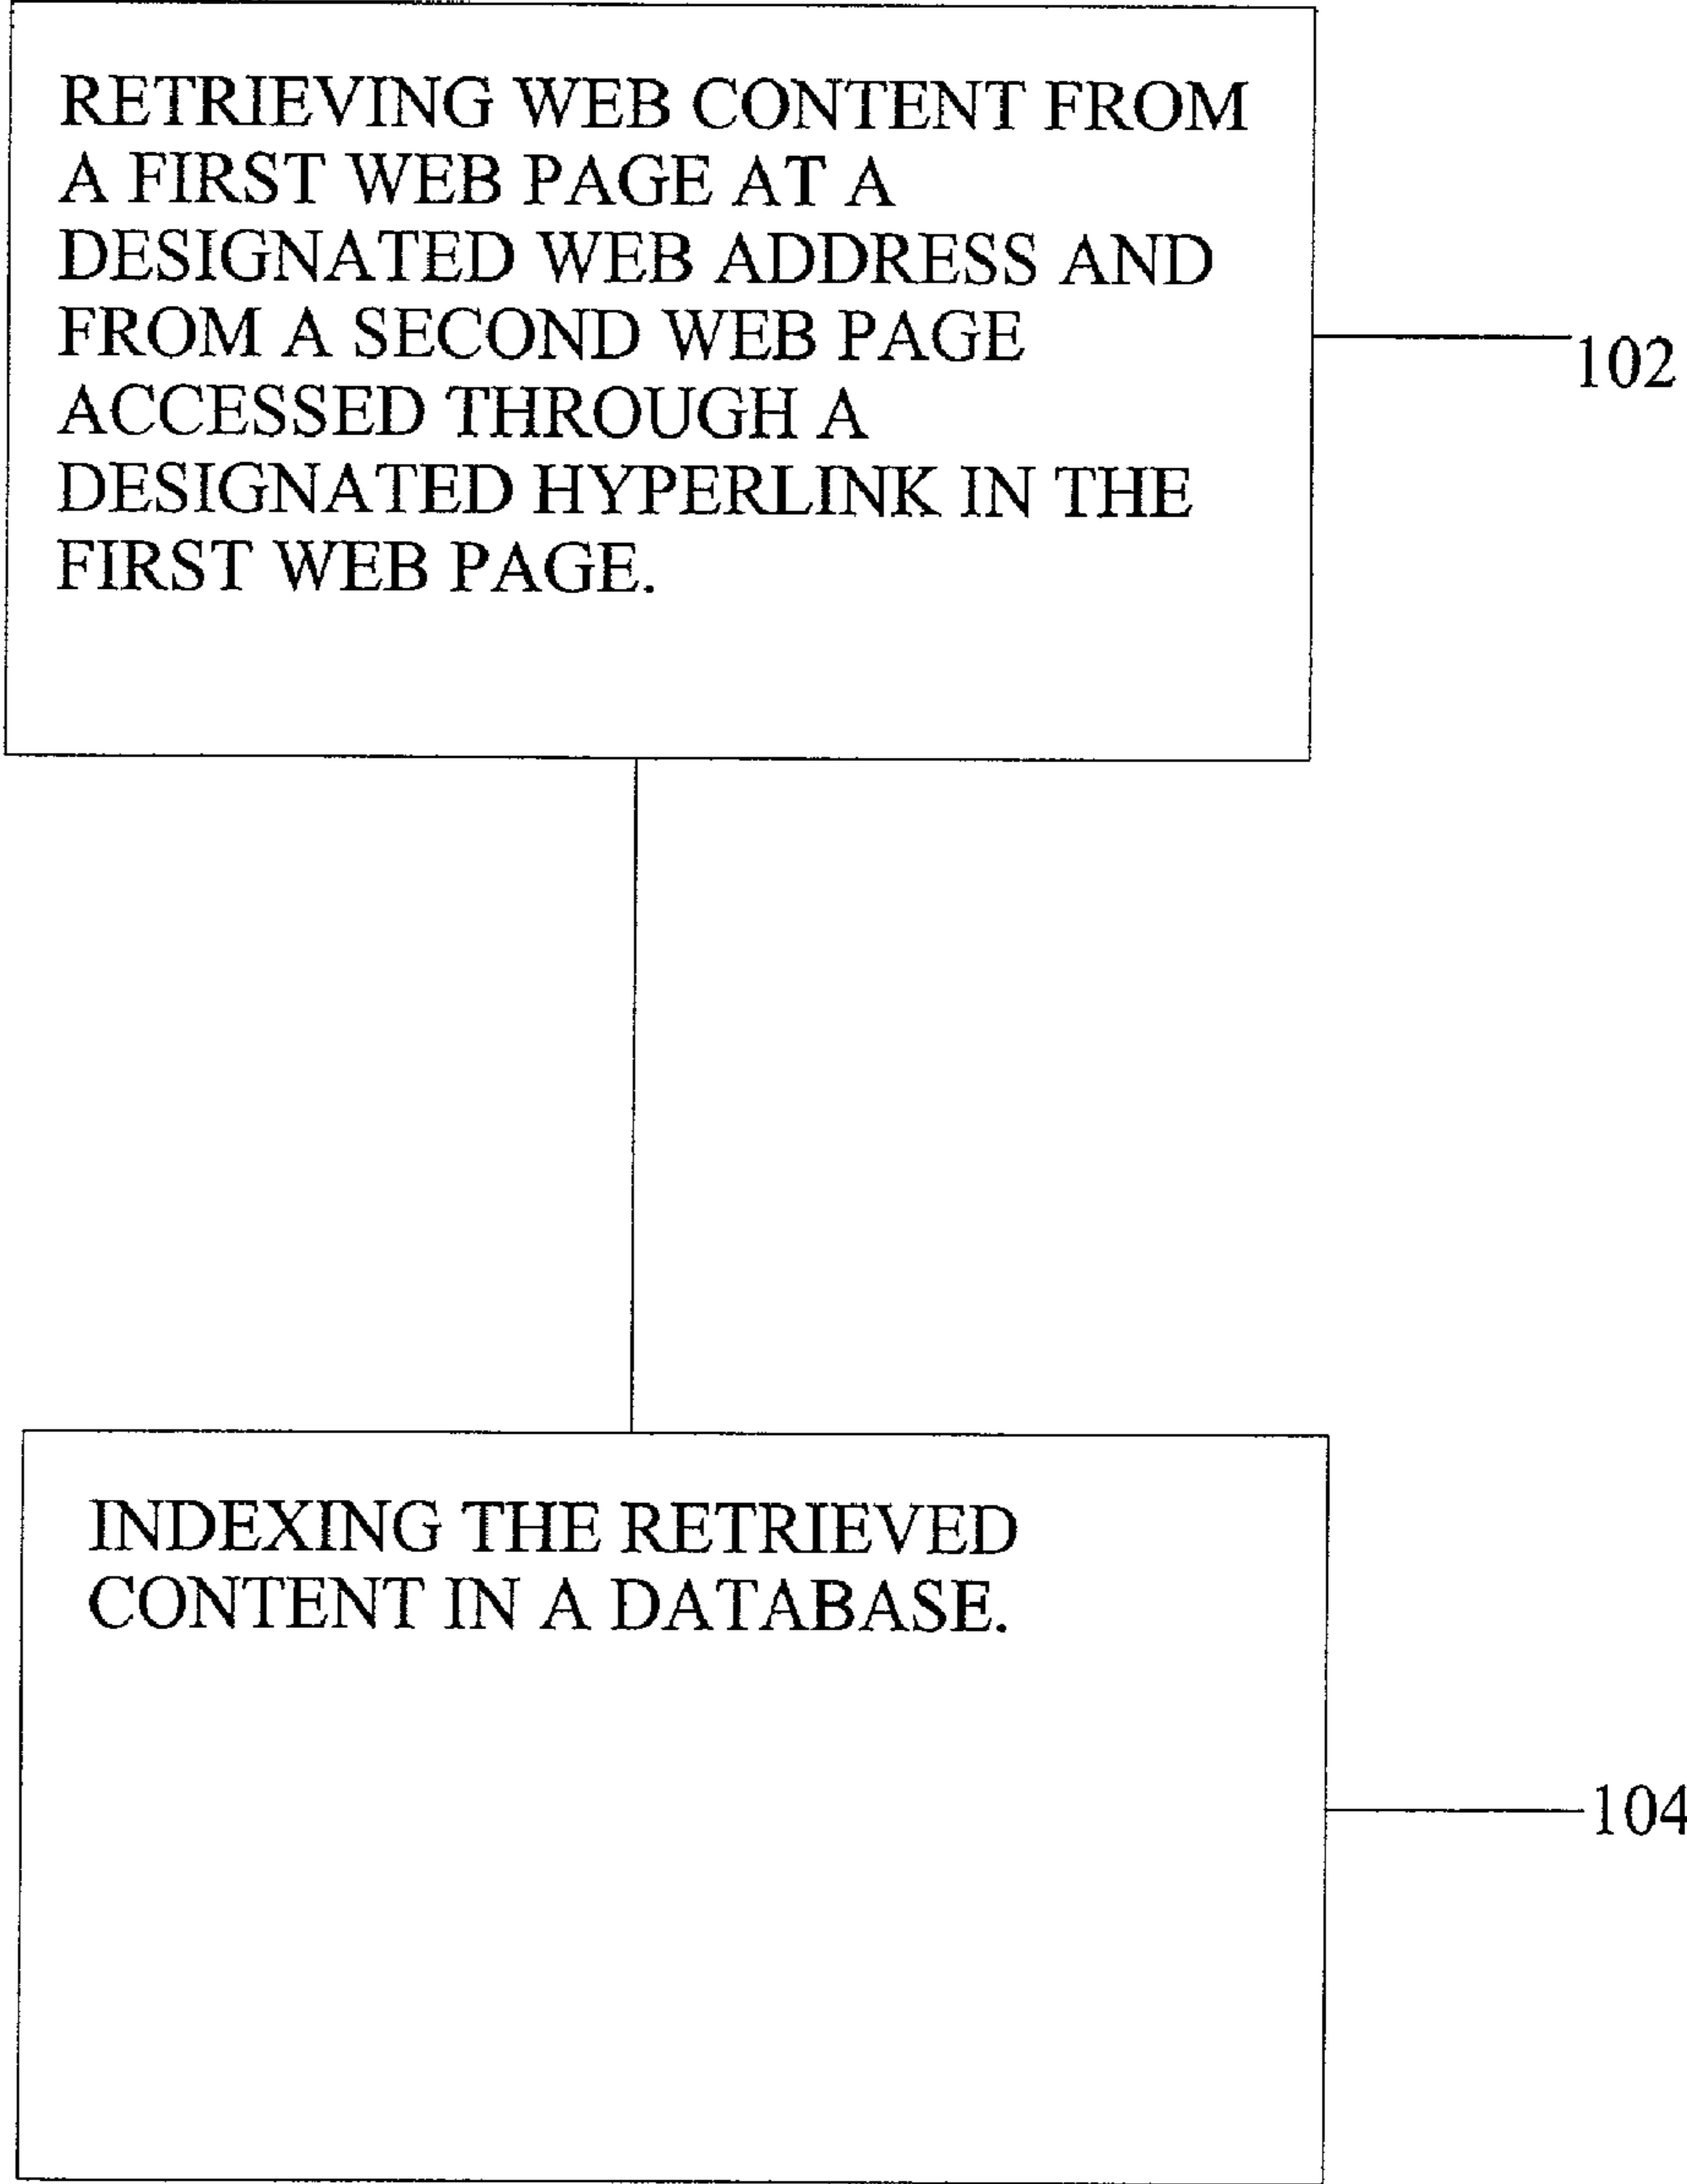 RETRIEVING WEB CONTENT FROM
A FIRST WEB PAGE AT A
DESIGNATED WEB ADDRESS AND
FROM A SECOND WEB PAGE
ACCESSED THROUGH A
DESIGNATED HYPERLINK IN THE
FIRST WEB PAGE.
102
INDEXING THE RETRIEVED
CONTENT IN A DATABASE.
104